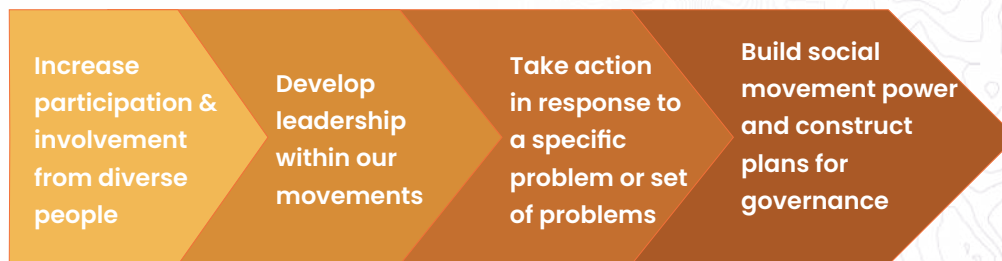 Increase
participation &
involvement
from diverse
people
Develop
leadership
within our
movements
Take action
in response to
a specific
problem or set
of problems
Build social
movement power
and construct
plans for
governance